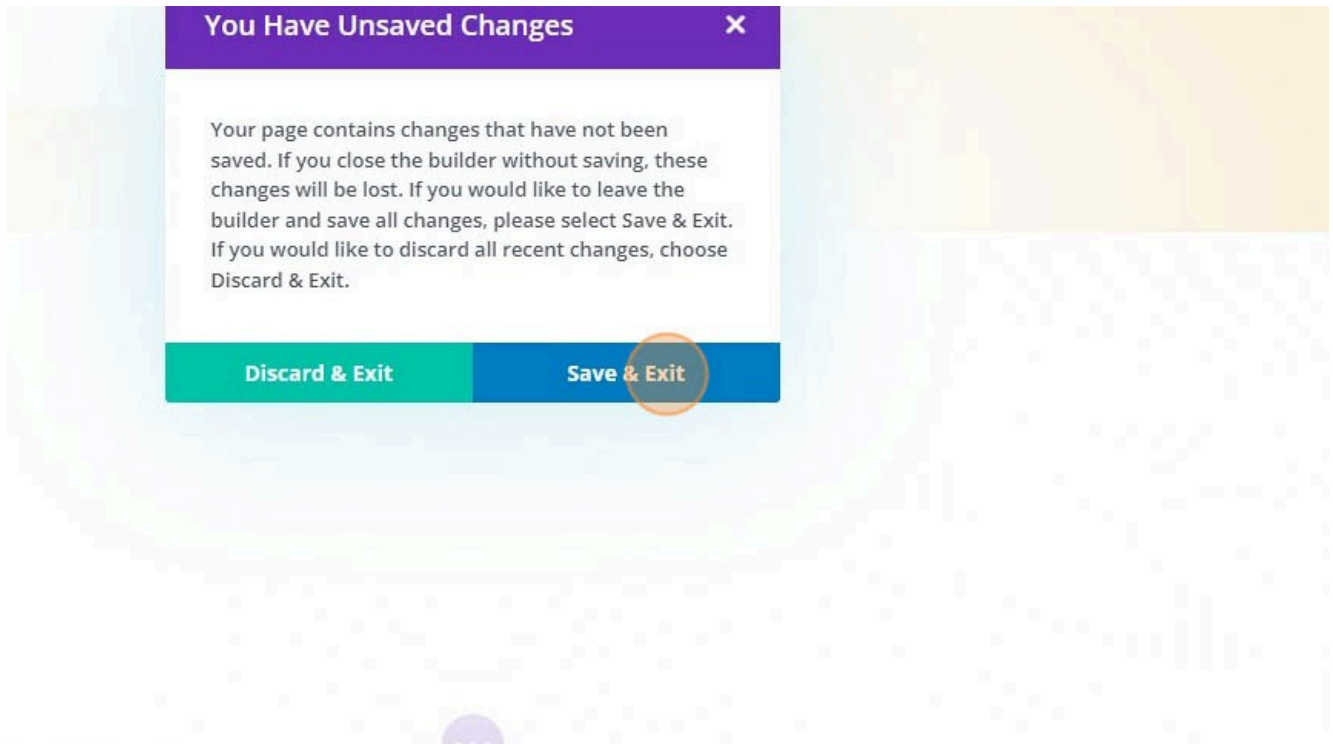 You Have Unsaved Changes
Your page contains changes that have not been
saved. If you close the builder without saving, these
changes will be lost. If you would like to leave the
builder and save all changes, please select Save & Exit.
If you would like to discard all recent changes, choose
Discard & Exit.
Discard & Exit
Save & Exit